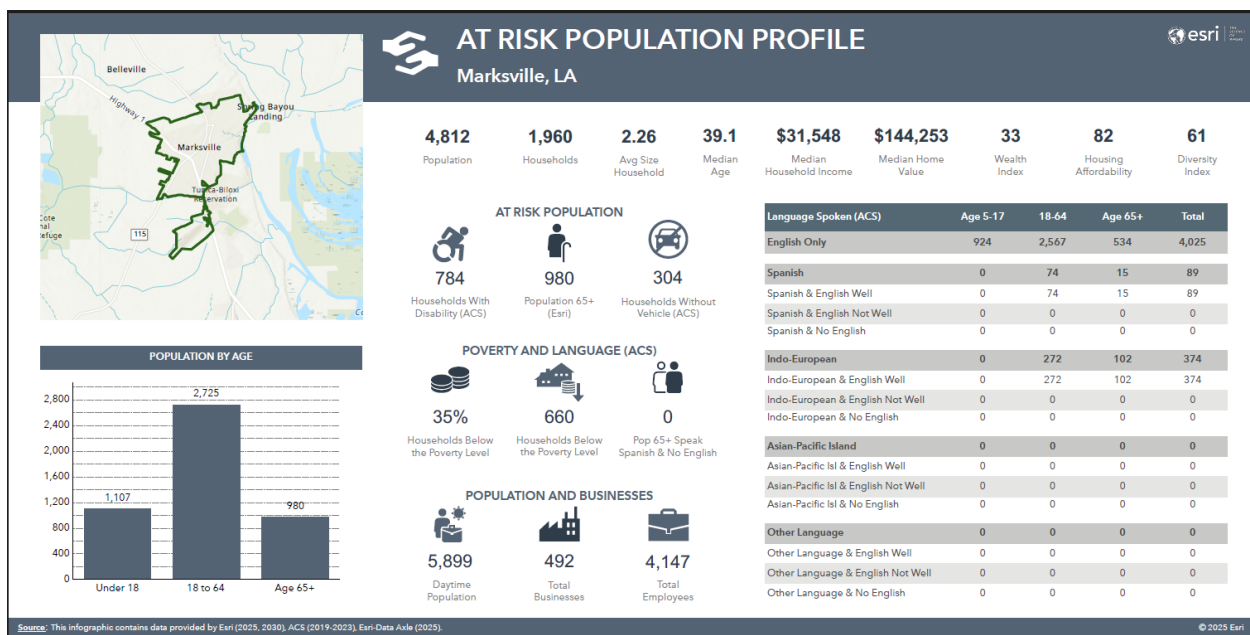 AT RISK POPULATION PROFILE
Marksville, LA
esri
Belleville
Highway 1
Spring Bayou
Landing
Marksville
Tunica-Biloxi
Reservation
115
Cote
nal
efuge
4,812
Population
1,960
Households
2.26
Avg Size
Household
39.1
Median
Age
$31,548
Median
Household Income
$144,253
Median Home
Value
33
Wealth
Index
82
Housing
Affordability
61
Diversity
Index
POPULATION BY AGE
2,800
2,400
2,000
1,600
1,200
800
400
0
1,107
2,725
980
Under 18
18 to 64
Age 65+
AT RISK POPULATION
784
Households With
Disability (ACS)
980
Population 65+
(Esri)
304
Households Without
Vehicle (ACS)
POVERTY AND LANGUAGE (ACS)
35%
Households Below
the Poverty Level
660
Households Below
the Poverty Level
0
Pop 65+ Speak
Spanish & No English
POPULATION AND BUSINESSES
5,899
Daytime
Population
492
Total
Businesses
4,147
Total
Employees
Language Spoken (ACS) Age 5-17 18-64 Age 65+ Total
English Only 924 2,567 534 4,025
Spanish 0 74 15 89
Spanish & English Well 0 74 15 89
Spanish & English Not Well 0 0 0 0
Spanish & No English 0 0 0 0
Indo-European 0 272 102 374
Indo-European & English Well 0 272 102 374
Indo-European & English Not Well 0 0 0 0
Indo-European & No English 0 0 0 0
Asian-Pacific Island 0 0 0 0
Asian-Pacific Isl & English Well 0 0 0 0
Asian-Pacific Isl & English Not Well 0 0 0 0
Asian-Pacific Isl & No English 0 0 0 0
Other Language 0 0 0 0
Other Language & English Well 0 0 0 0
Other Language & English Not Well 0 0 0 0
Other Language & No English 0 0 0 0
Source: This infographic contains data provided by Esri (2025, 2030), ACS (2019-2023), Esri-Data Axle (2025).
© 2025 Esri